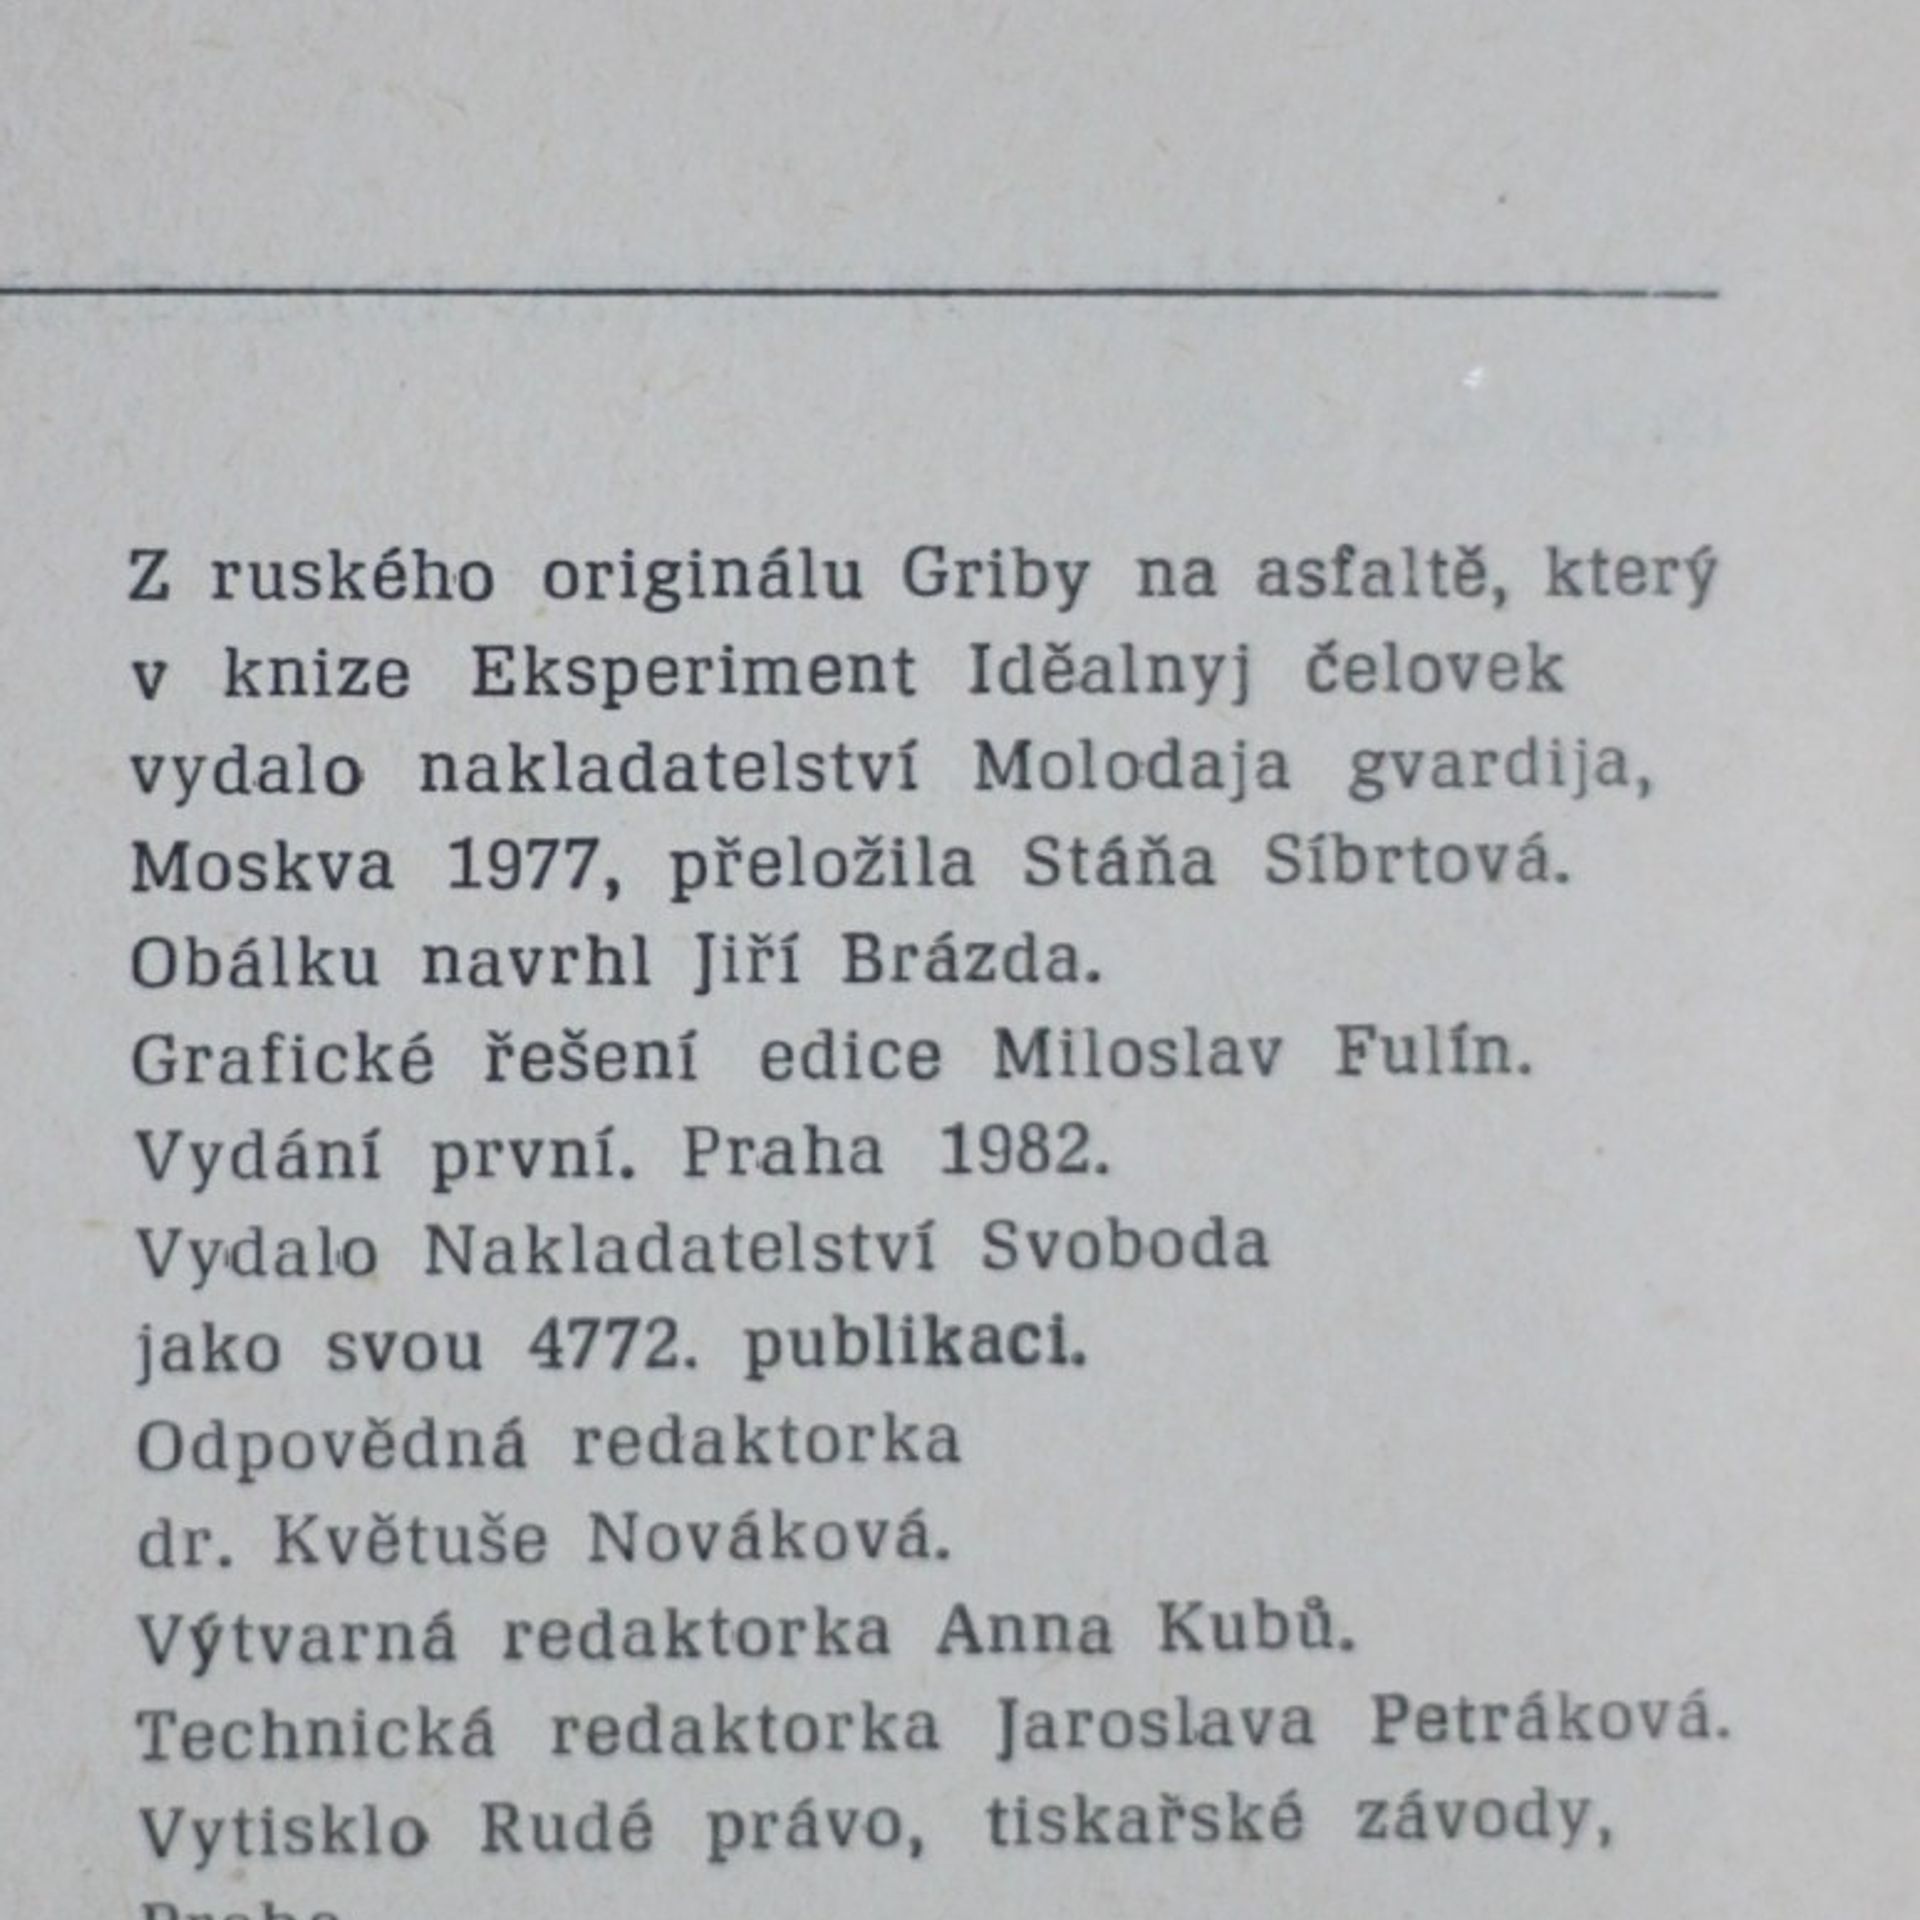 Z ruského originálu Griby na asfaltě, který
v knize Eksperiment Iděalnyj čelovek
vydalo nakladatelství Molodaja gvardija,
Moskva 1977, přeložila Stáňa Síbrtová.
Obálku navrhl Jiří Brázda.
Grafické řešení edice Miloslav Fulín.
Vydání první. Praha 1982.
Vydalo Nakladatelství Svoboda
jako svou 4772. publikaci.
Odpovědná redaktorka
dr. Květuše Nováková.
Výtvarná redaktorka Anna Kubů.
Technická redaktorka Jaroslava Petráková.
Vytisklo Rudé právo, tiskařské závody,